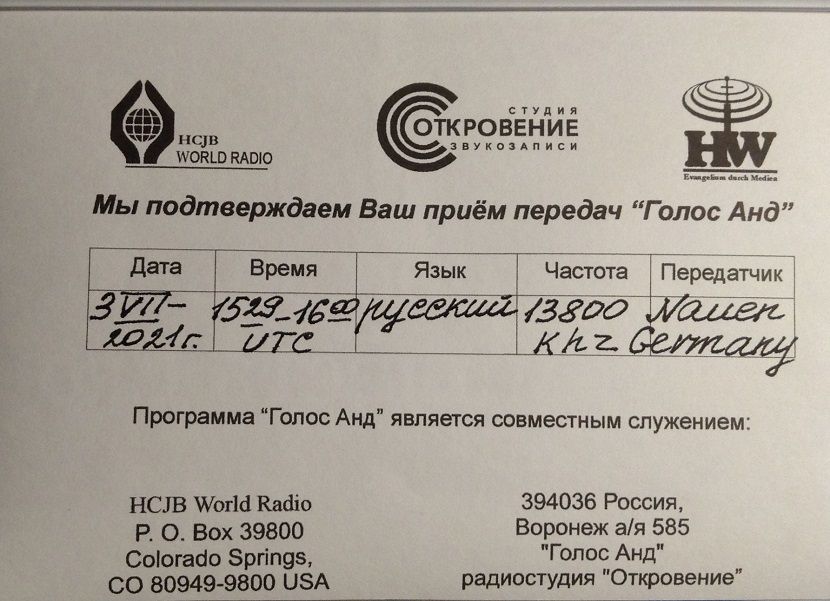 HCJB
WORLD RADIO
СТУДИЯ
ОТКРОВЕНИЕ
ЗВУКОЗАПИСИ
HW
Evangelium durch Medien
Мы подтверждаем Ваш приём передач “Голос Анд”
Дата Время Язык Частота Передатчик
3 VII- 1529-1600 русский 13800 Nauen
2021г. UTC khz Germany
Программа “Голос Анд” является совместным служением:
HCJB World Radio
P. O. Box 39800
Colorado Springs,
CO 80949-9800 USA
394036 Россия,
Воронеж а/я 585
"Голос Анд"
радиостудия "Откровение”